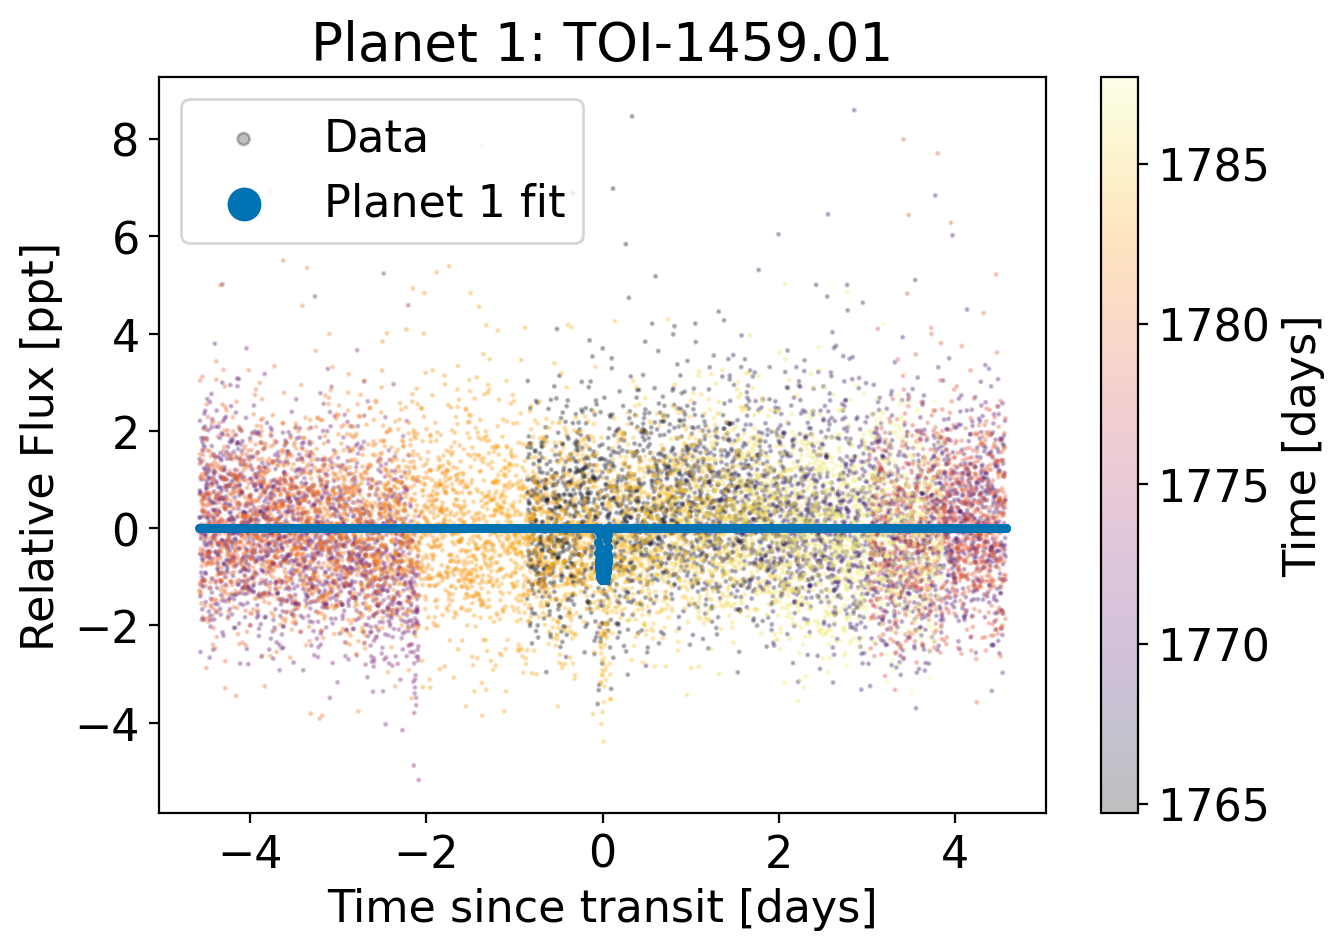 Planet 1: TOI-1459.01
Data
Planet 1 fit
Relative Flux [ppt]
8
6
4
2
0
−2
−4
−4
−2
0
2
4
Time since transit [days]
1785
1780
1775
1770
1765
Time [days]